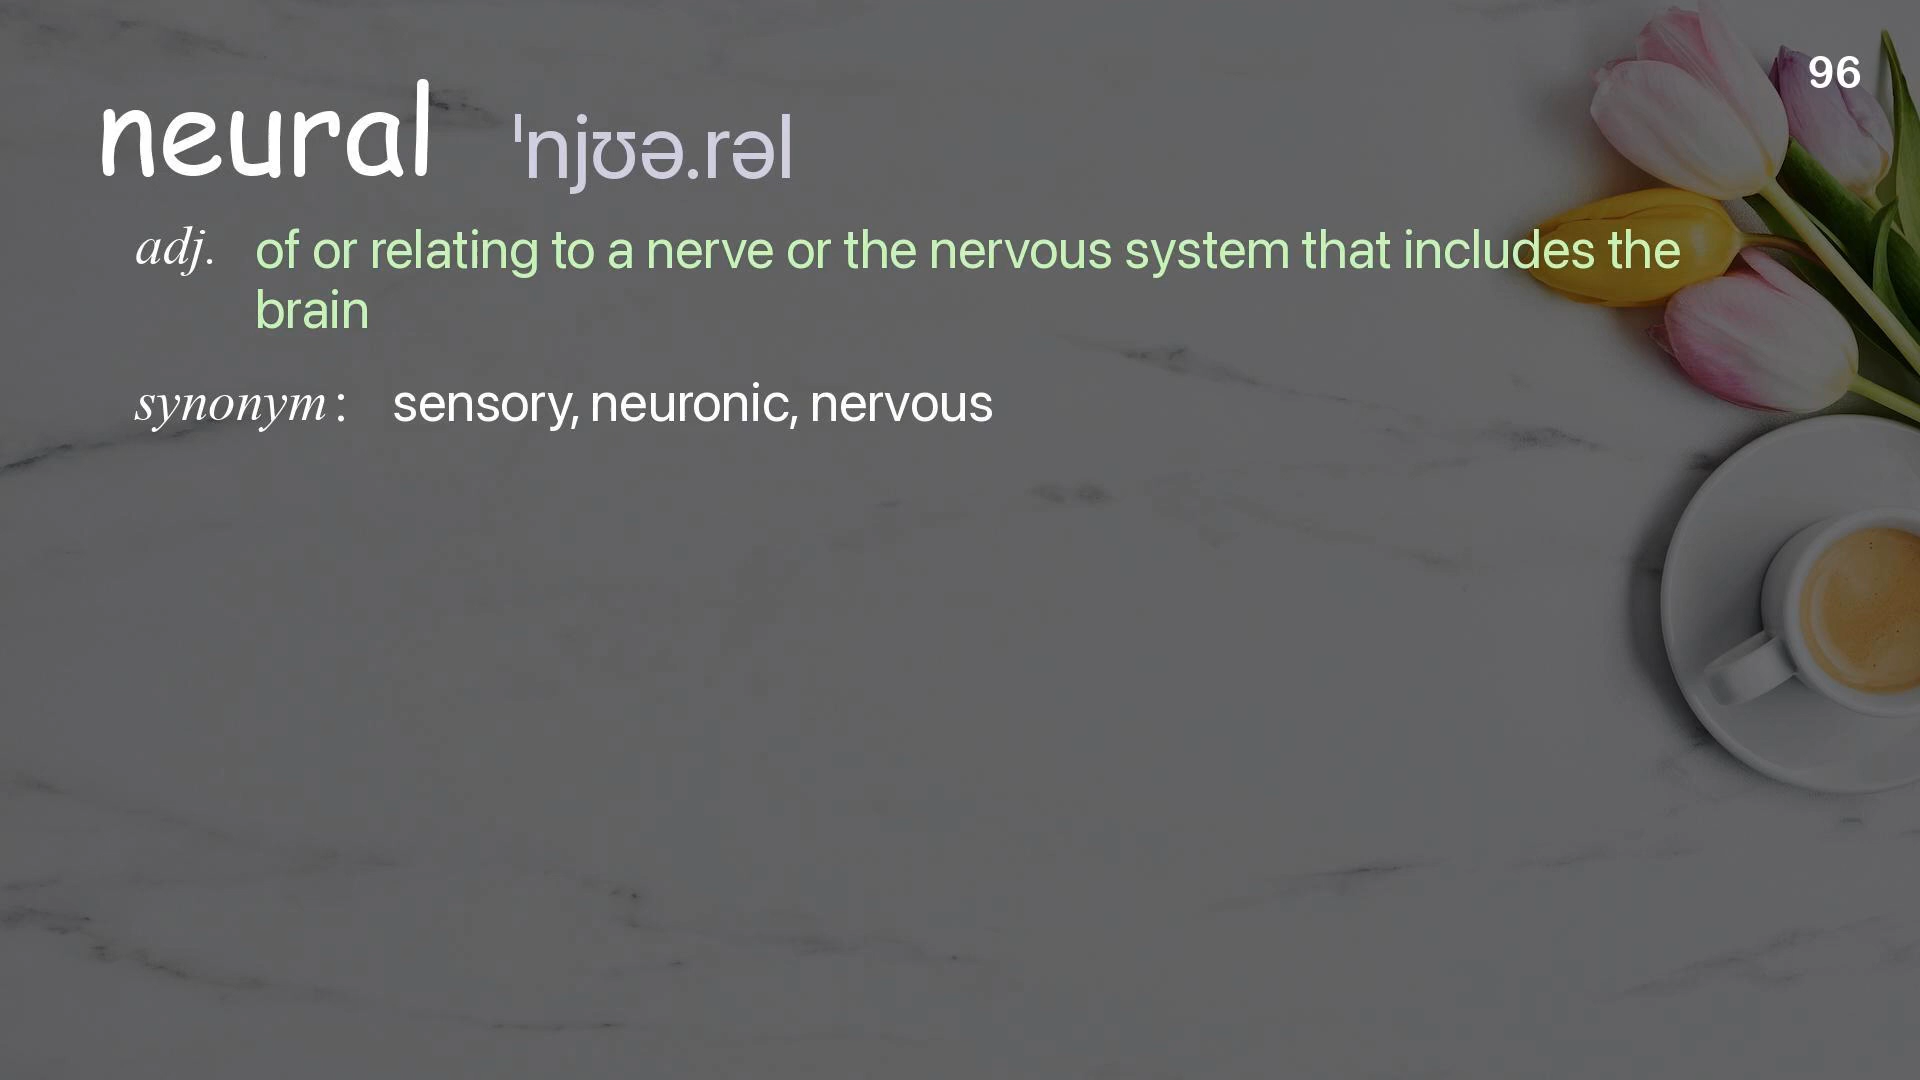 96
neural ˈnjʊə.rəl
adj. of or relating to a nerve or the nervous system that includes the
brain
synonym : sensory, neuronic, nervous